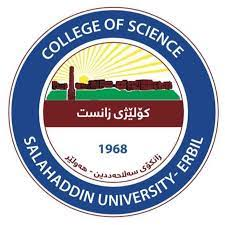 COLLEGE OF SCIENCE
کۆلێژی زانست
1968
زانکۆی سەلاحەددین - هەولێر
SALAHADDIN UNIVERSITY- ERBIL